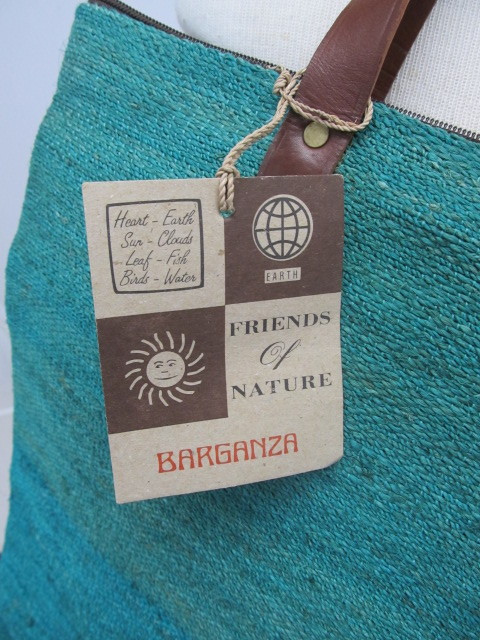 Heart - Earth
Sun - Clouds
Leaf - Fish
Birds - Water
EARTH
FRIENDS
Of
NATURE
BARGANZA